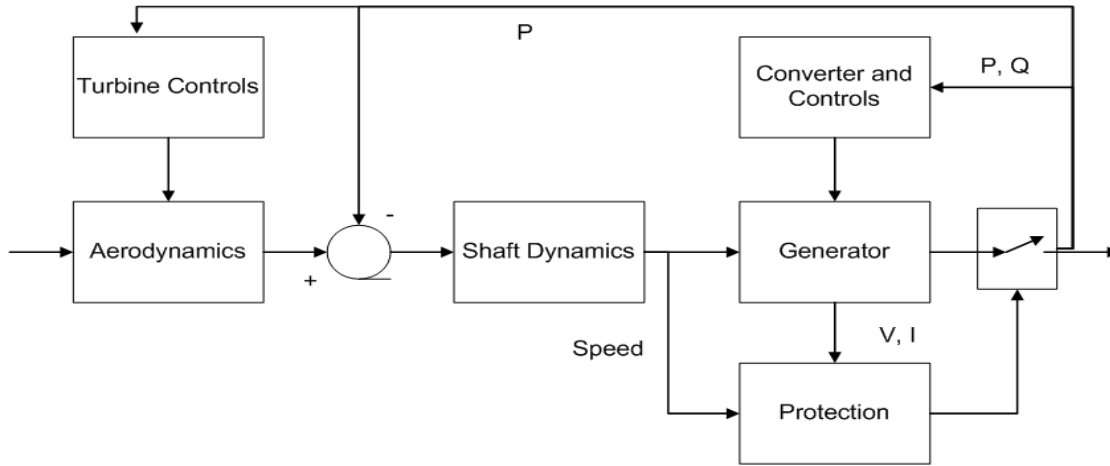 P
Turbine Controls
Converter and
Controls
P, Q
-
Aerodynamics
+
Shaft Dynamics
Generator
Speed
V, I
Protection